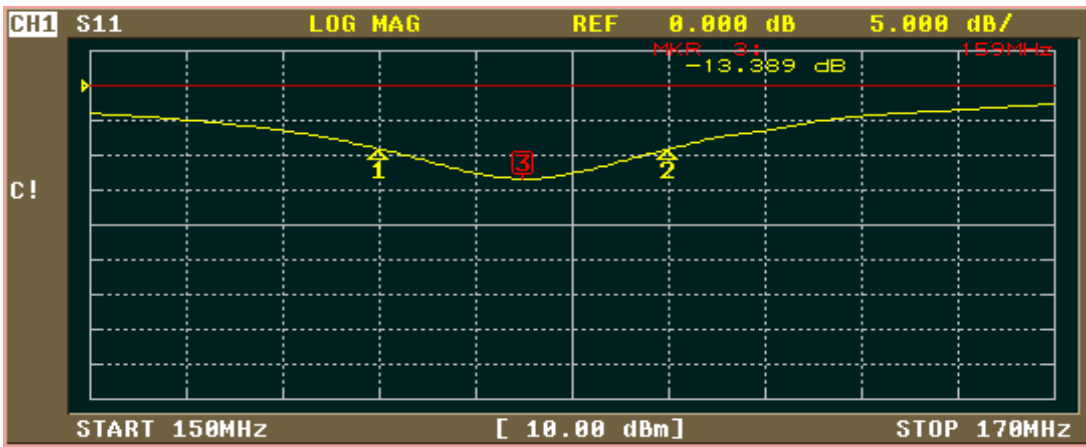 CH1 S11 LOG MAG REF 0.000 dB 5.000 dB/
MKR 3: 159MHz
-13.389 dB
3
1 2
C!
START 150MHz [ 10.00 dBm] STOP 170MHz